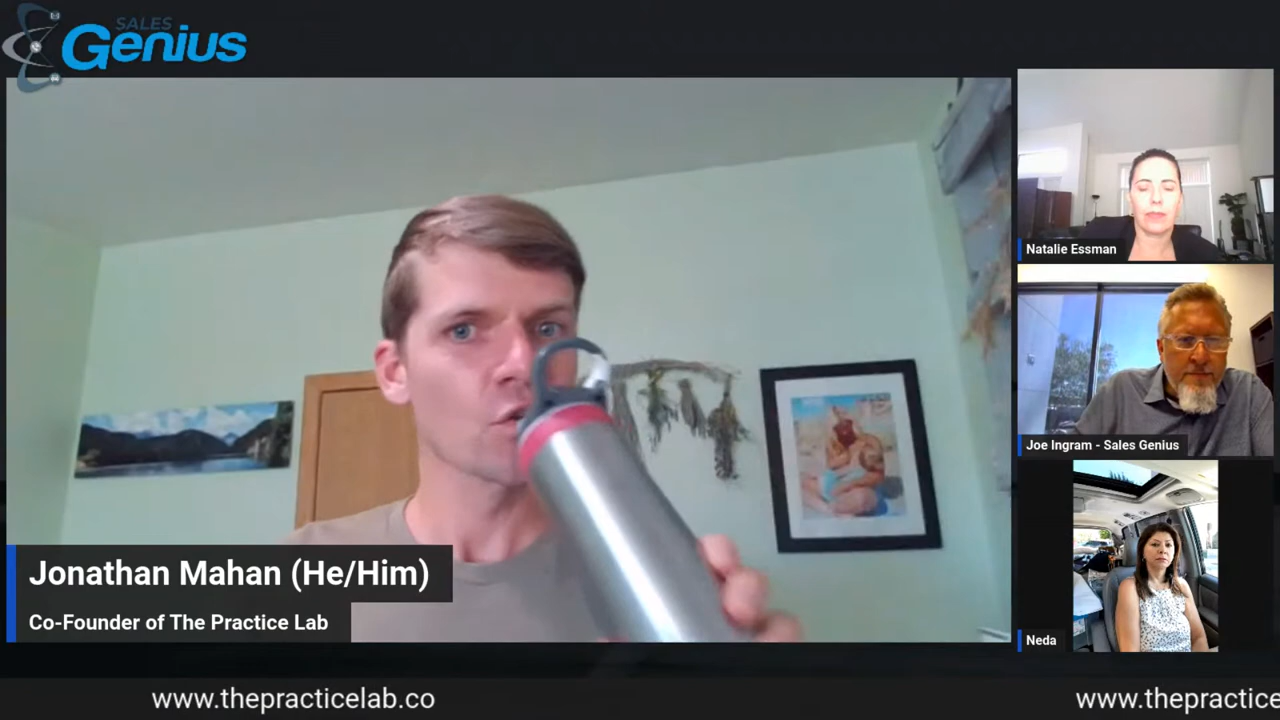 SALES
Genius
Natalie Essman
Joe Ingram - Sales Genius
Jonathan Mahan (He/Him)
Co-Founder of The Practice Lab
Neda
www.thepracticelab.co
www.thepractice